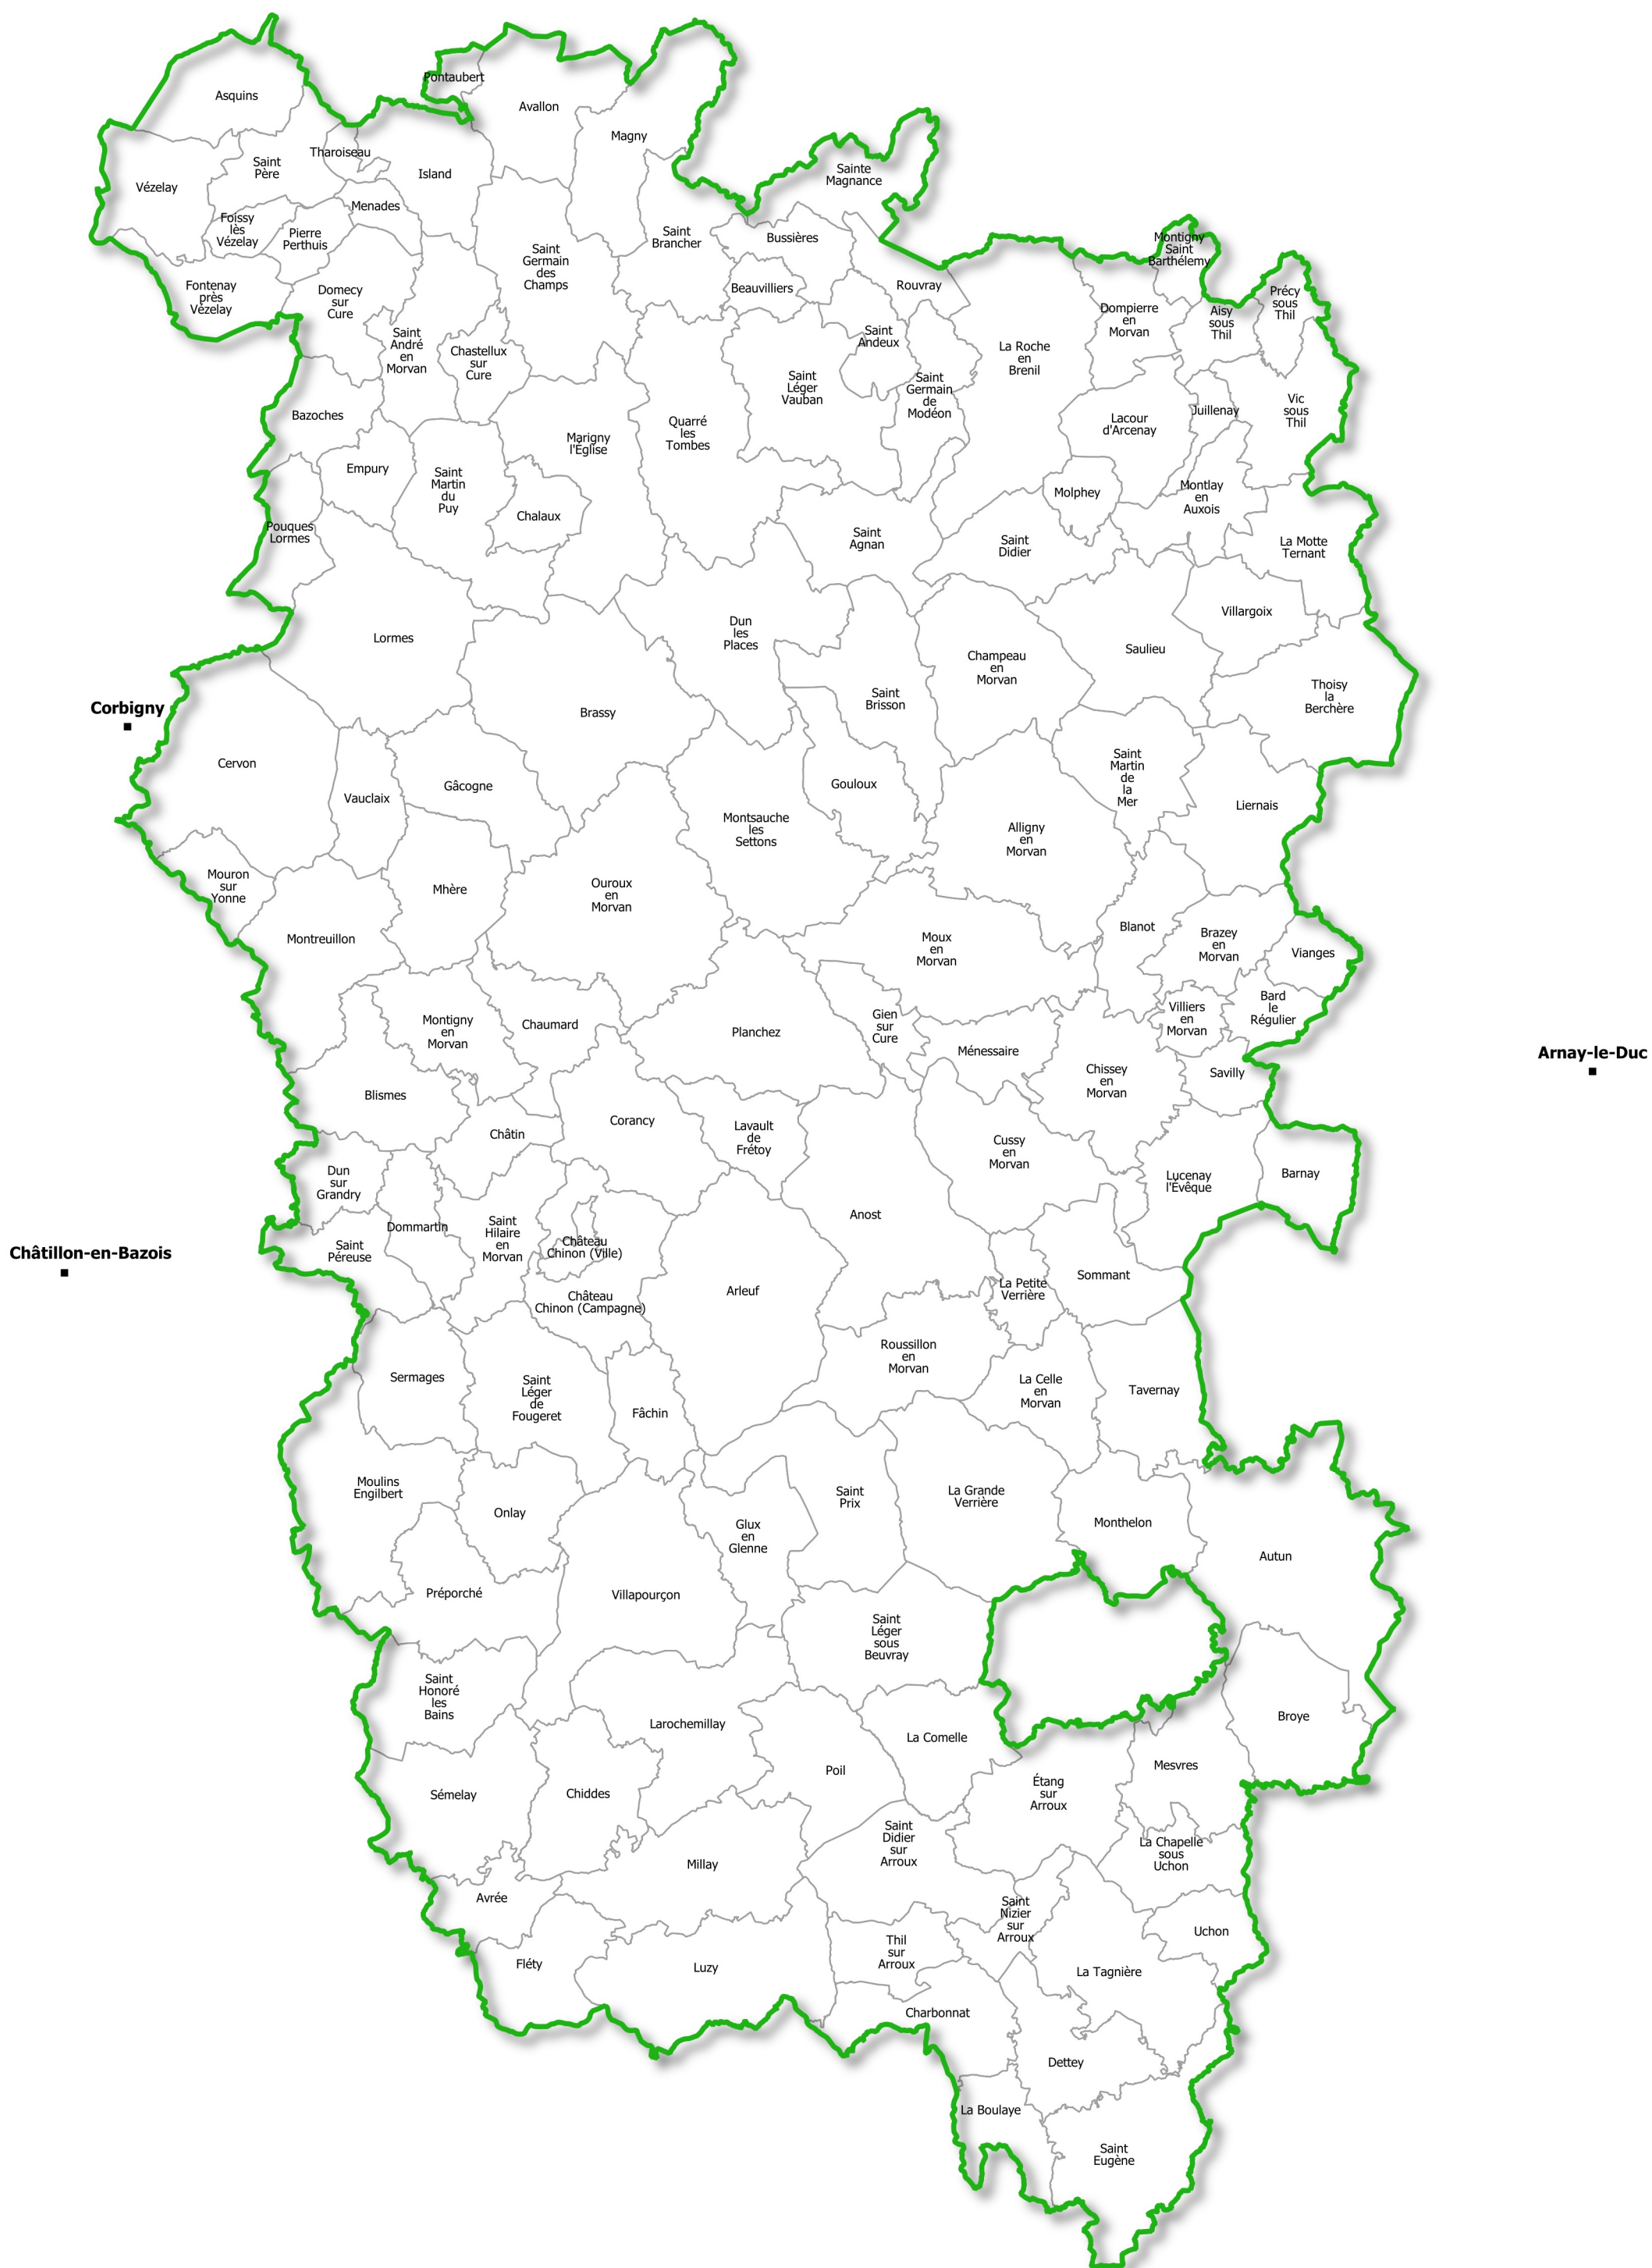 Pontaubert
Asquins
Avallon
Magny
Tharoiseau
Saint
Père
Island
Sainte
Magnance
Vézelay
Menades
Foissy
lès
Vézelay
Pierre
Perthuis
Saint
Brancher
Bussières
Montigny
Saint
Barthélemy
Saint
Germain
des
Champs
Fontenay
près
Vézelay
Domecy
sur
Cure
Beauvilliers
Rouvray
Précy
sous
Thil
Dompierre
en
Morvan
Aisy
sous
Thil
Saint
André
en
Morvan
Chastellux
sur
Cure
Saint
Andeux
La Roche
en
Brenil
Saint
Léger
Vauban
Saint
Germain
de
Modéon
Bazoches
Juillenay
Vic
sous
Thil
Lacour
d'Arcenay
Marigny
l'Église
Quarré
les
Tombes
Empury
Saint
Martin
du
Puy
Molphey
Montlay
en
Auxois
Chalaux
Pouques
Lormes
Saint
Agnan
Saint
Didier
La Motte
Ternant
Villargoix
Lormes
Dun
les
Places
Saulieu
Champeau
en
Morvan
Thoisy
la
Berchère
Saint
Brisson
Corbigny
Brassy
Cervon
Saint
Martin
de
la
Mer
Gâcogne
Gouloux
Vauclaix
Liernais
Montsauche
les
Settons
Alligny
en
Morvan
Mouron
sur
Yonne
Mhère
Ouroux
en
Morvan
Blanot
Montreuillon
Moux
en
Morvan
Brazey
en
Morvan
Vianges
Bard
le
Régulier
Villiers
en
Morvan
Montigny
en
Morvan
Chaumard
Planchez
Gien
sur
Cure
Ménessaire
Arnay-le-Duc
Chissey
en
Morvan
Savilly
Blismes
Corancy
Châtin
Lavault
de
Frétoy
Cussy
en
Morvan
Dun
sur
Grandry
Lucenay
l'Évêque
Barnay
Anost
Dommartin
Saint
Hilaire
en
Morvan
Château
Chinon (Ville)
Saint
Péreuse
Châtillon-en-Bazois
Sommant
La Petite
Verrière
Arleuf
Château
Chinon (Campagne)
Roussillon
en
Morvan
Sermages
Saint
Léger
de
Fougeret
La Celle
en
Morvan
Tavernay
Fâchin
Moulins
Engilbert
Onlay
Saint
Prix
La Grande
Verrière
Monthelon
Glux
en
Glenne
Autun
Préporché
Villapourçon
Saint
Léger
sous
Beuvray
Saint
Honoré
les
Bains
Broye
Larochemillay
La Comelle
Mesvres
Poil
Sémelay
Chiddes
Étang
sur
Arroux
Saint
Didier
sur
Arroux
La Chapelle
sous
Uchon
Millay
Avrée
Saint
Nizier
sur
Arroux
Uchon
Thil
sur
Arroux
Fléty
Luzy
La Tagnière
Charbonnat
Dettey
La Boulaye
Saint
Eugène